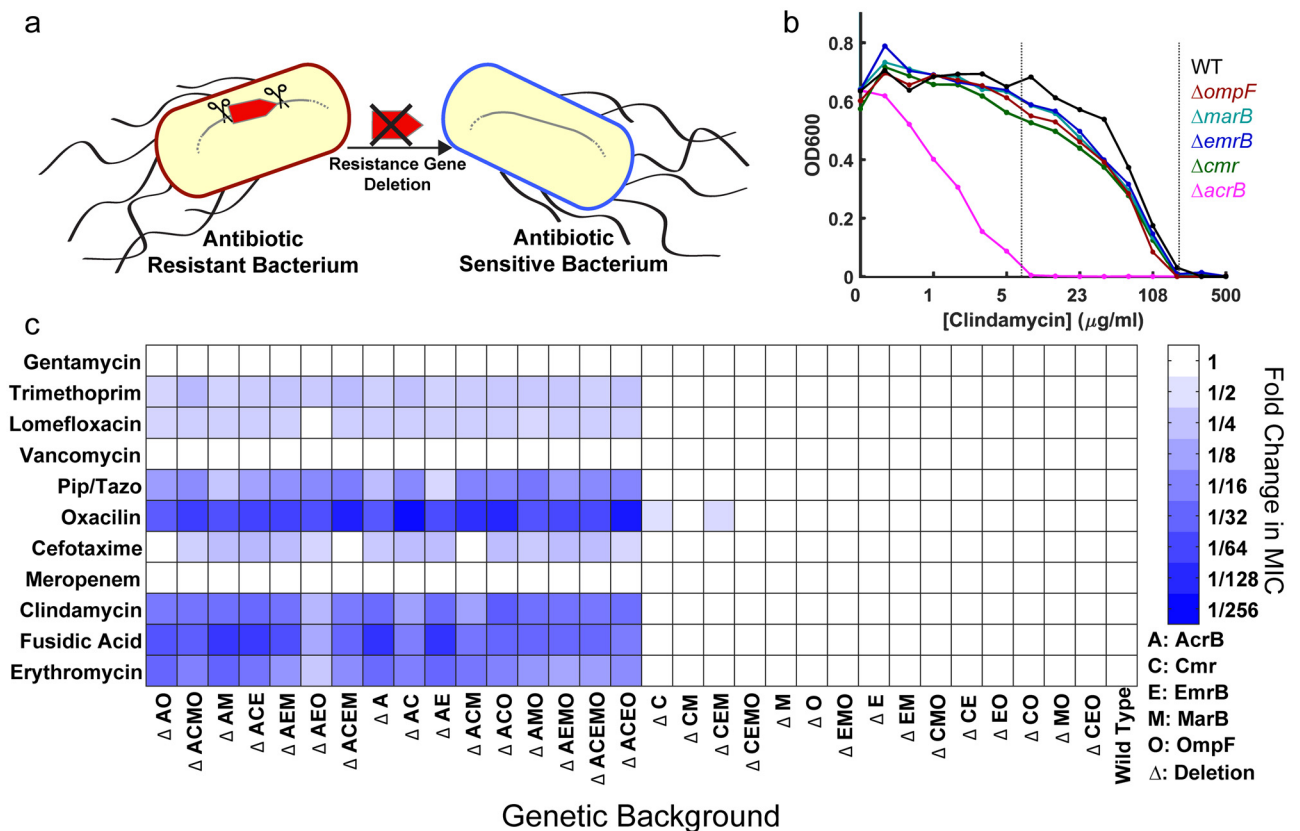 a
Resistance Gene
Deletion
Antibiotic
Resistant Bacterium
Antibiotic
Sensitive Bacterium
b
OD600
0.8
0.6
0.4
0.2
0
0
1
5
23
108
500
[Clindamycin] (μg/ml)
WT
ΔompF
ΔmarB
ΔemrB
Δcmr
ΔacrB
c
Gentamycin
Trimethoprim
Lomefloxacin
Vancomycin
Pip/Tazo
Oxacilin
Cefotaxime
Meropenem
Clindamycin
Fusidic Acid
Erythromycin
Δ AO
Δ ACMO
Δ AM
Δ ACE
Δ AEM
Δ AEO
Δ ACEM
Δ A
Δ AC
Δ AE
Δ ACM
Δ ACO
Δ AMO
Δ AEMO
Δ ACEMO
Δ ACEO
Δ C
Δ CM
Δ CEM
Δ CEMO
Δ M
Δ O
Δ EMO
Δ E
Δ EM
Δ CMO
Δ CE
Δ EO
Δ CO
Δ MO
Δ CEO
Wild Type
Genetic Background
1
1/2
1/4
1/8
1/16
1/32
1/64
1/128
1/256
Fold Change in MIC
A: AcrB
C: Cmr
E: EmrB
M: MarB
O: OmpF
Δ: Deletion